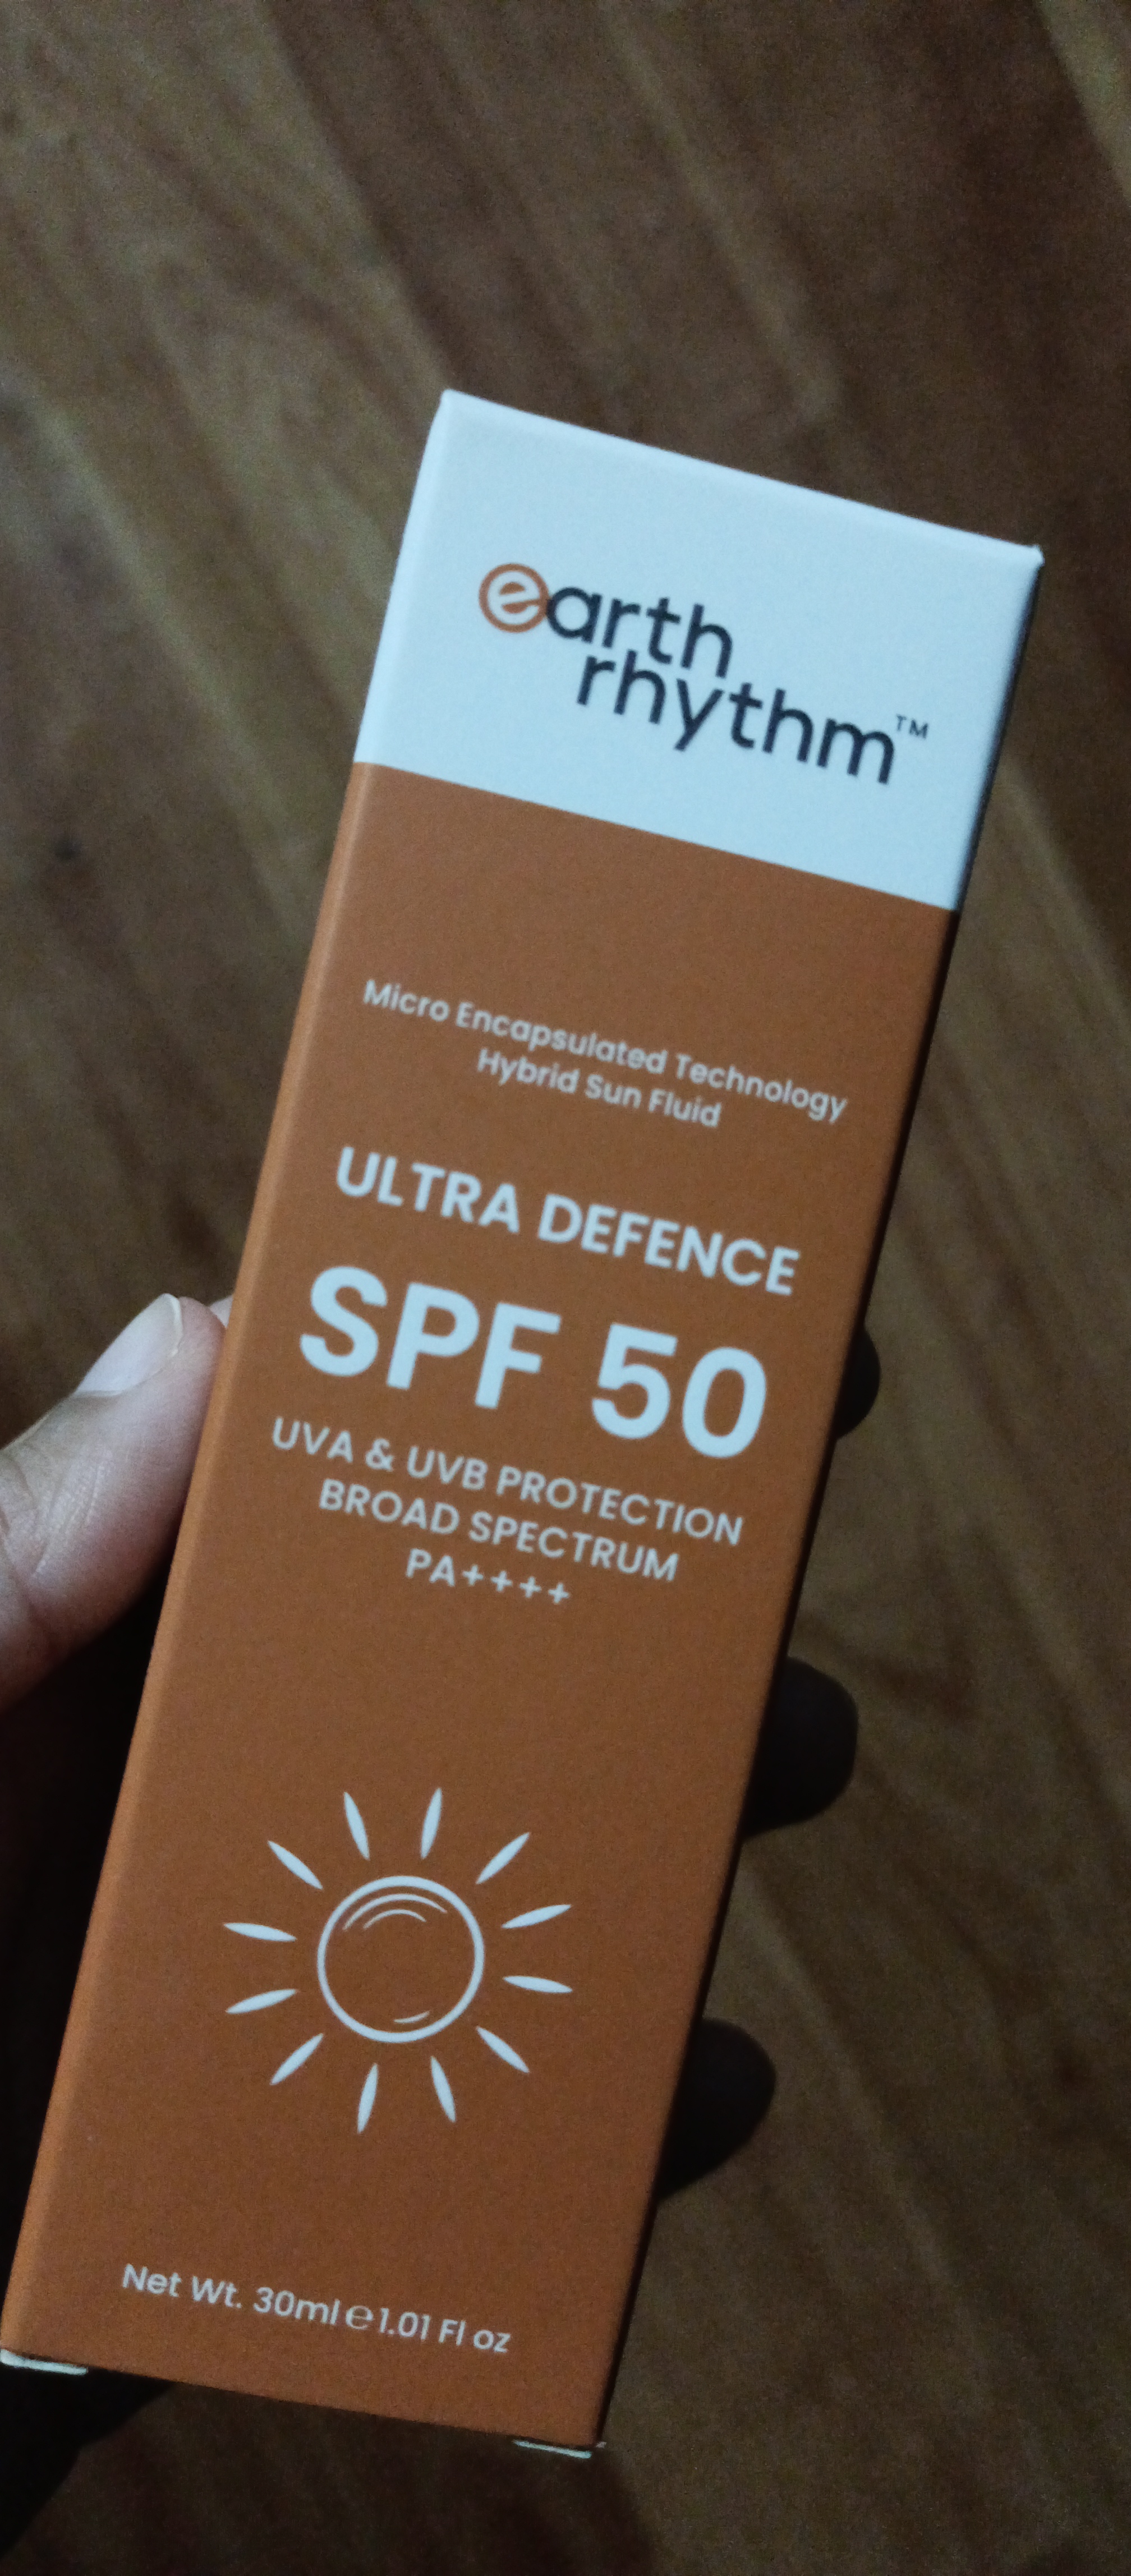 earth
rhythm™
Micro Encapsulated Technology
Hybrid Sun Fluid
ULTRA DEFENCE
SPF 50
UVA & UVB PROTECTION
BROAD SPECTRUM
PA++++
Net Wt. 30ml ℮ 1.01 Fl oz